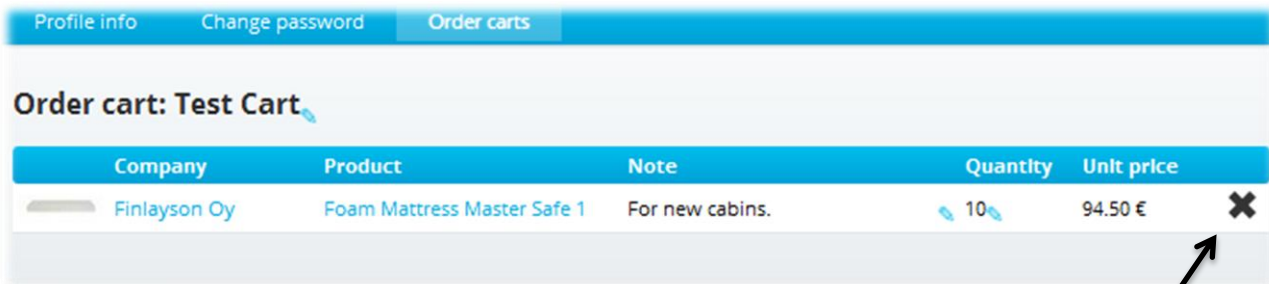 Profile info Change password Order carts
Order cart: Test Cart
Company Product Note Quantity Unit price
Finlayson Oy Foam Mattress Master Safe 1 For new cabins. 10 94.50 €